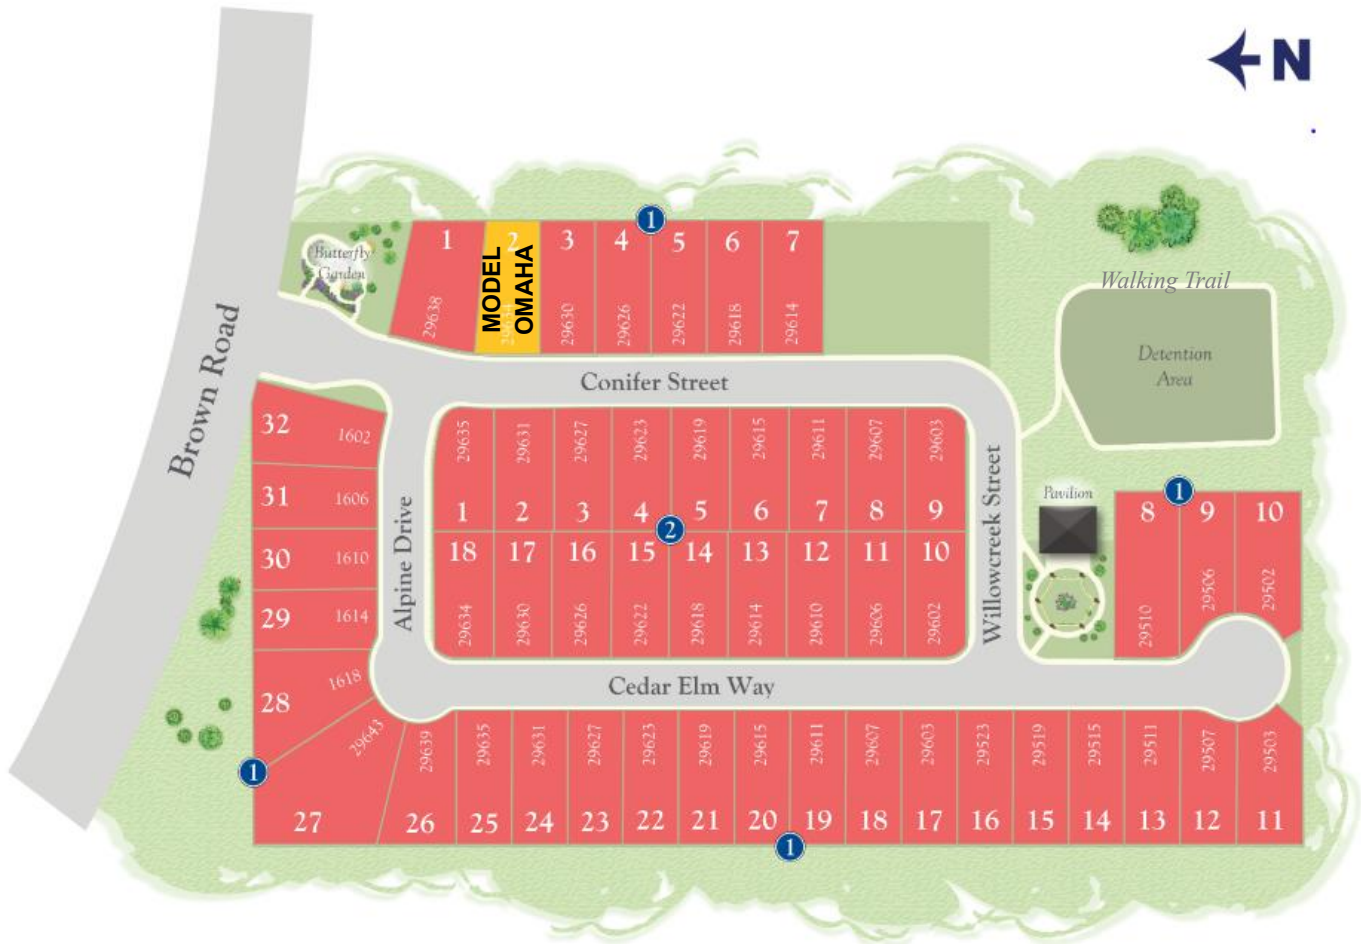 N
1
1 2 3 4 5 6 7
Butterfly
Garden
MODEL
OMAHA
29638 29634 29630 29626 29622 29618 29614
Walking Trail
Detention
Area
Brown Road
Conifer Street
32 1602
31 1606
30 1610
29 1614
28 1618
Alpine Drive
29635 29631 29627 29623 29619 29615 29611 29607 29603
1 2 3 4 5 6 7 8 9
2
18 17 16 15 14 13 12 11 10
29634 29630 29626 29622 29618 29614 29610 29606 29602
Willowcreek Street
Pavilion
1
8 9 10
29510 29506 29502
Cedar Elm Way
29643 29639 29635 29631 29627 29623 29619 29615 29611 29607 29603 29523 29519 29515 29511 29507 29503
1
27 26 25 24 23 22 21 20 19 18 17 16 15 14 13 12 11
1